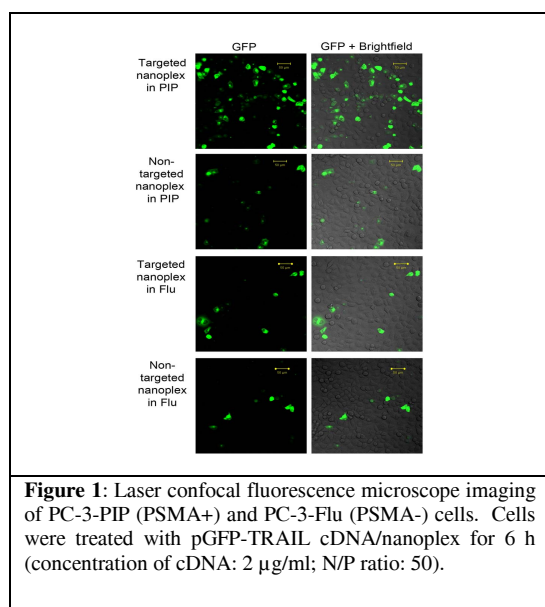 GFP GFP + Brightfield
Targeted
nanoplex
in PIP
Non-
targeted
nanoplex
in PIP
Targeted
nanoplex
in Flu
Non-
targeted
nanoplex
in Flu
Figure 1: Laser confocal fluorescence microscope imaging
of PC-3-PIP (PSMA+) and PC-3-Flu (PSMA-) cells. Cells
were treated with pGFP-TRAIL cDNA/nanoplex for 6 h
(concentration of cDNA: 2 µg/ml; N/P ratio: 50).